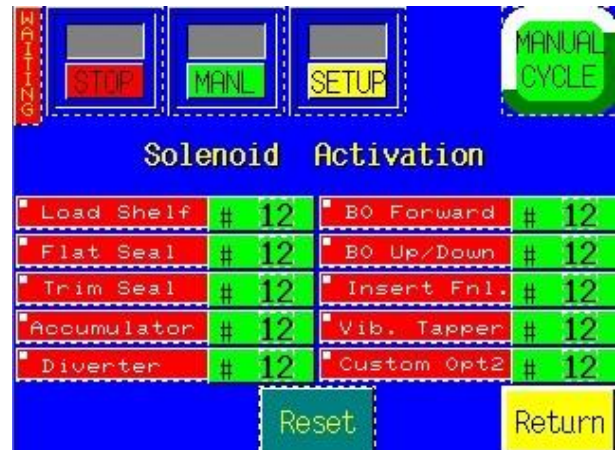 WAITING
STOP MANL SETUP MANUAL CYCLE
Solenoid Activation
Load Shelf # 12 BO Forward # 12
Flat Seal # 12 BO Up/Down # 12
Trim Seal # 12 Insert Fnl. # 12
Accumulator # 12 Vib. Tapper # 12
Diverter # 12 Custom Opt2 # 12
Reset Return